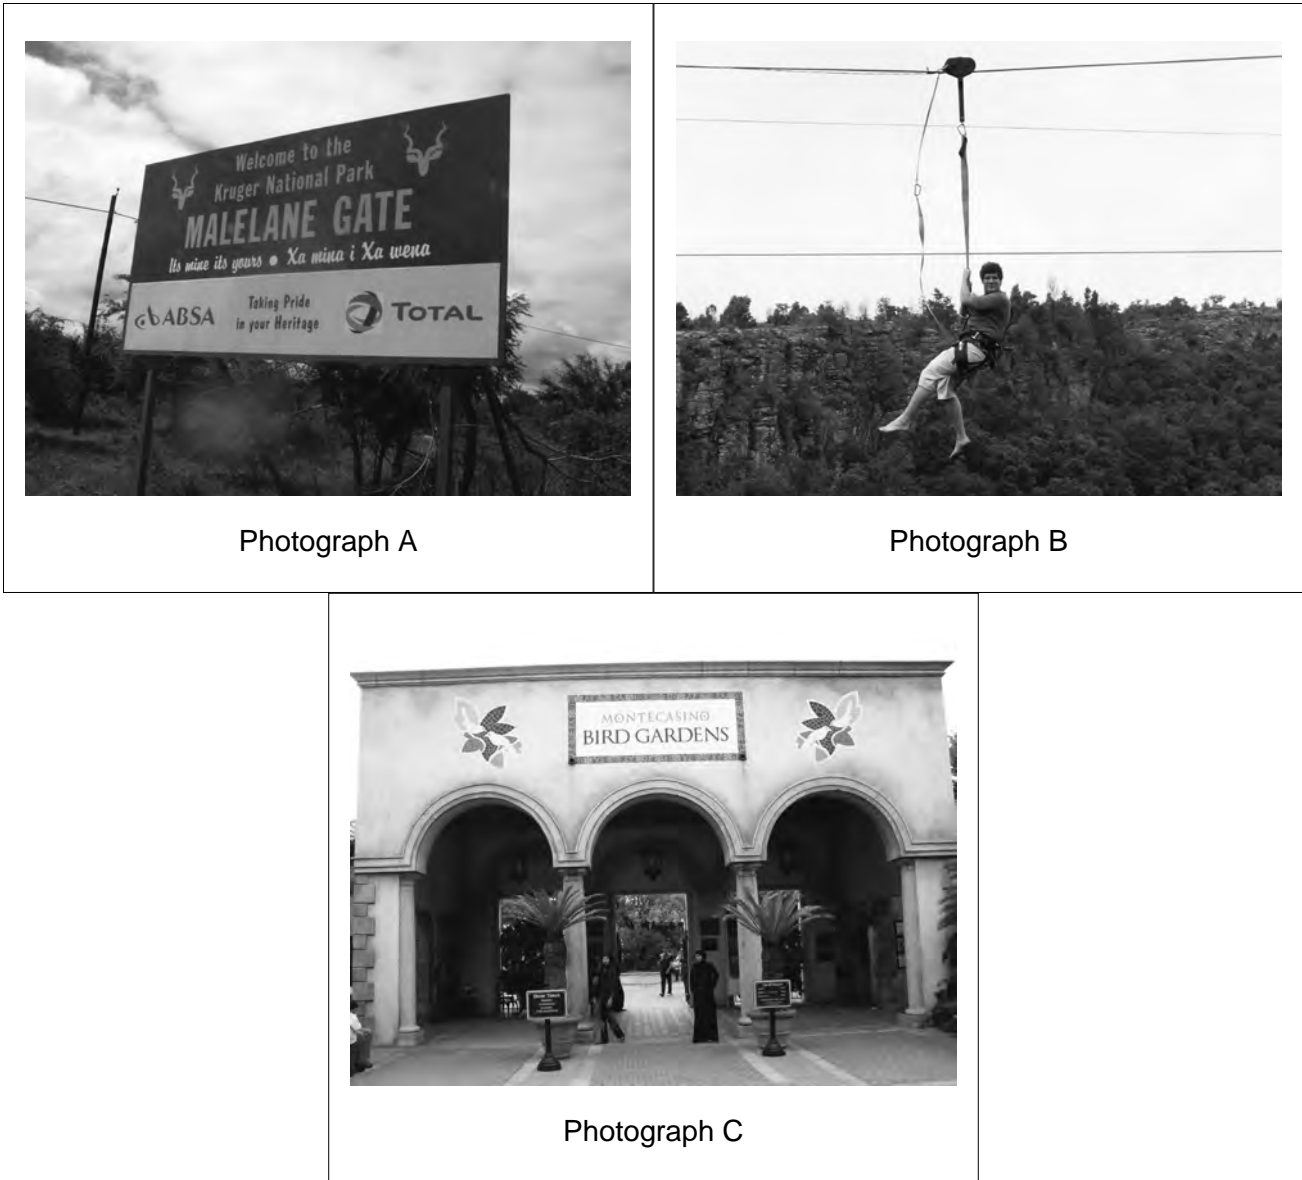 Welcome to the
Kruger National Park
MALELANE GATE
Its mine its yours • Xa mina i Xa wena
ABSA
Taking Pride
in your Heritage
TOTAL
Photograph A
Photograph B
MONTECASINO
BIRD GARDENS
Photograph C